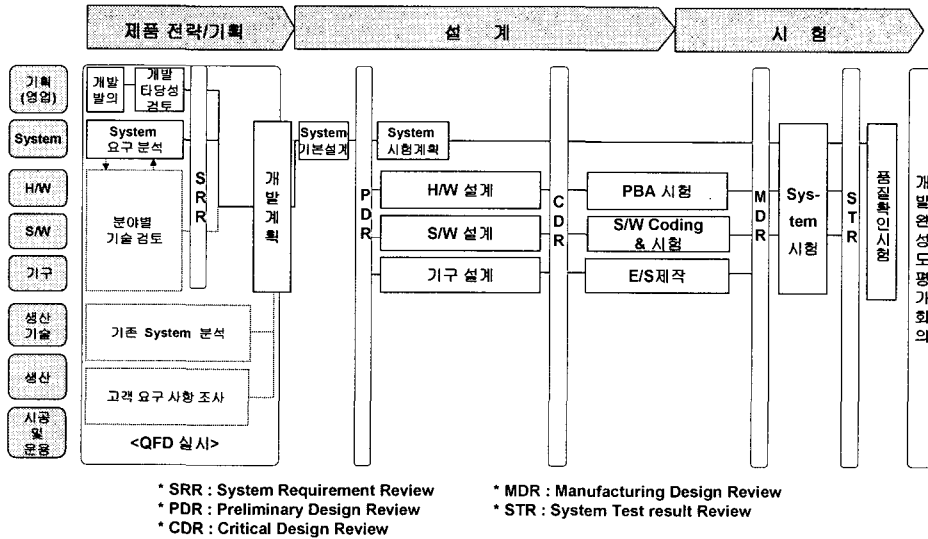 제품 전략/기획
설 계
시 험
기획
(영업)
개발
발의
개발
타당성
검토
System
System
요구 분석
SRR
개발계획
System
기본설계
System
시험계획
H/W
S/W
기구
분야별
기술 검토
PDR
H/W 설계
S/W 설계
기구 설계
CDR
PBA 시험
S/W Coding
& 시험
E/S제작
MDR
Sys-
tem
시험
STR
품질확인시험
개발완성도평가회의
생산
기술
기존 System 분석
생산
고객 요구 사항 조사
시공
및
운용
<QFD 실시>
* SRR : System Requirement Review
* PDR : Preliminary Design Review
* CDR : Critical Design Review
* MDR : Manufacturing Design Review
* STR : System Test result Review